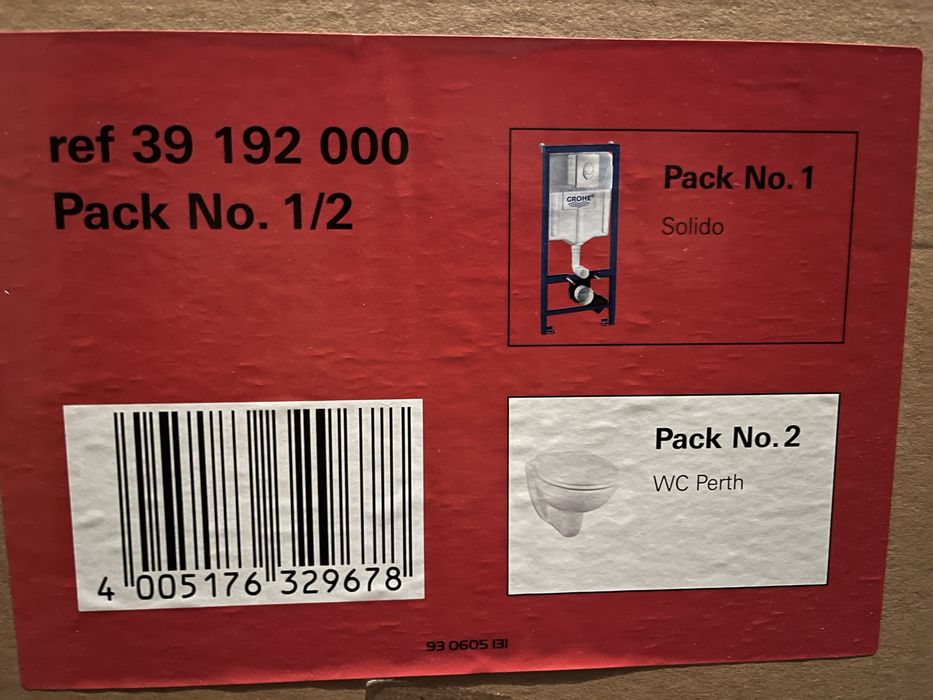 ref 39 192 000
Pack No. 1/2
GROHE
Pack No. 1
Solido
Pack No. 2
WC Perth
4 005176 329678
93 0605 131